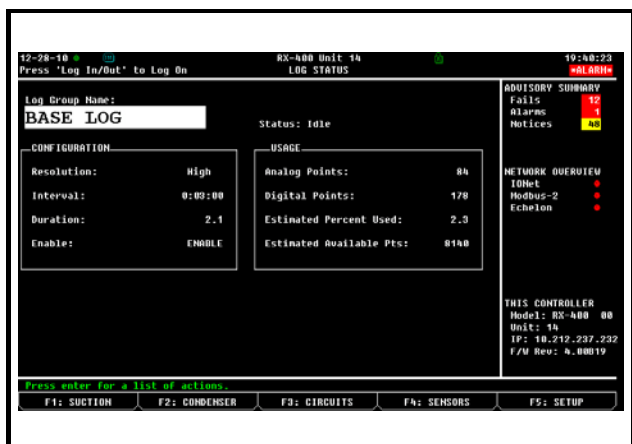 12-28-10
RX-400 Unit 14
19:40:23
Press 'Log In/Out' to Log On
LOG STATUS
*ALARM*
Log Group Name:
BASE LOG
Status: Idle
CONFIGURATION
Resolution: High
Interval: 0:03:00
Duration: 2.1
Enable: ENABLE
USAGE
Analog Points: 84
Digital Points: 178
Estimated Percent Used: 2.3
Estimated Available Pts: 8140
ADVISORY SUMMARY
Fails 12
Alarms 1
Notices 48
NETWORK OVERVIEW
IONet
Modbus-2
Echelon
THIS CONTROLLER
Model: RX-400 00
Unit: 14
IP: 10.212.237.232
F/W Rev: 4.00B19
Press enter for a list of actions.
F1: SUCTION
F2: CONDENSER
F3: CIRCUITS
F4: SENSORS
F5: SETUP